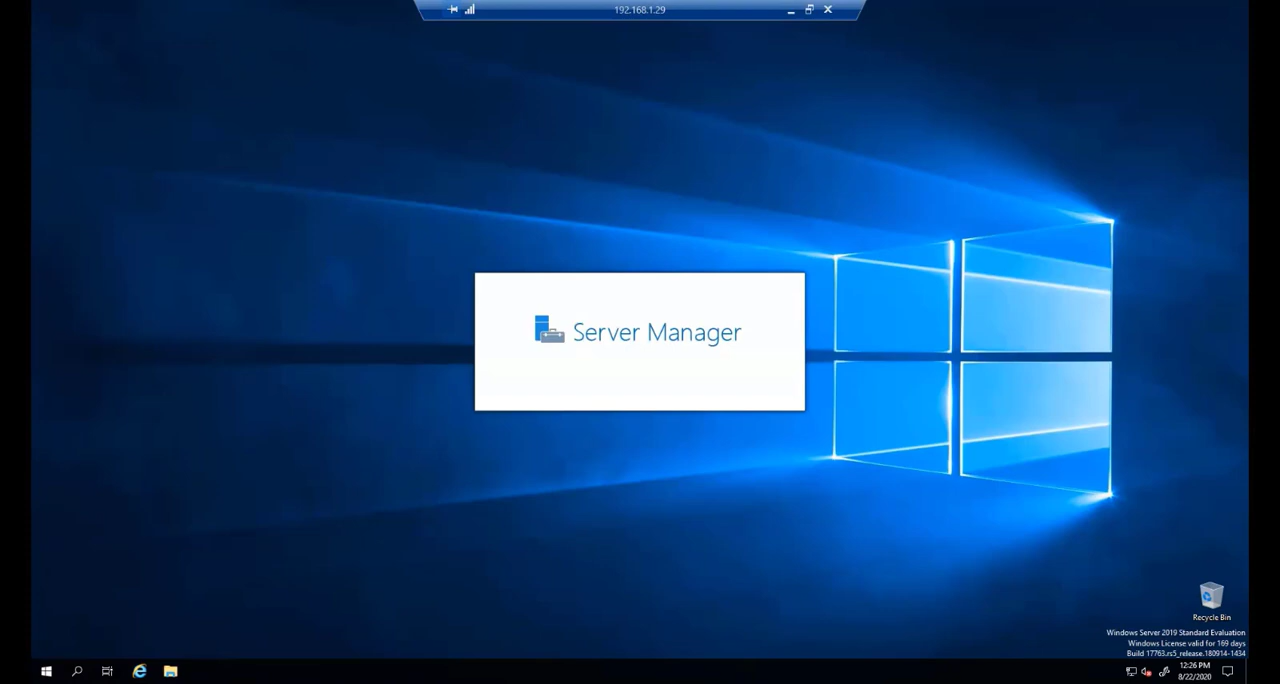 192.168.1.29
Server Manager
Recycle Bin
Windows Server 2019 Standard Evaluation
Windows License valid for 169 days
Build 17763.rs5_release.180914-1434
12:26 PM
8/22/2020